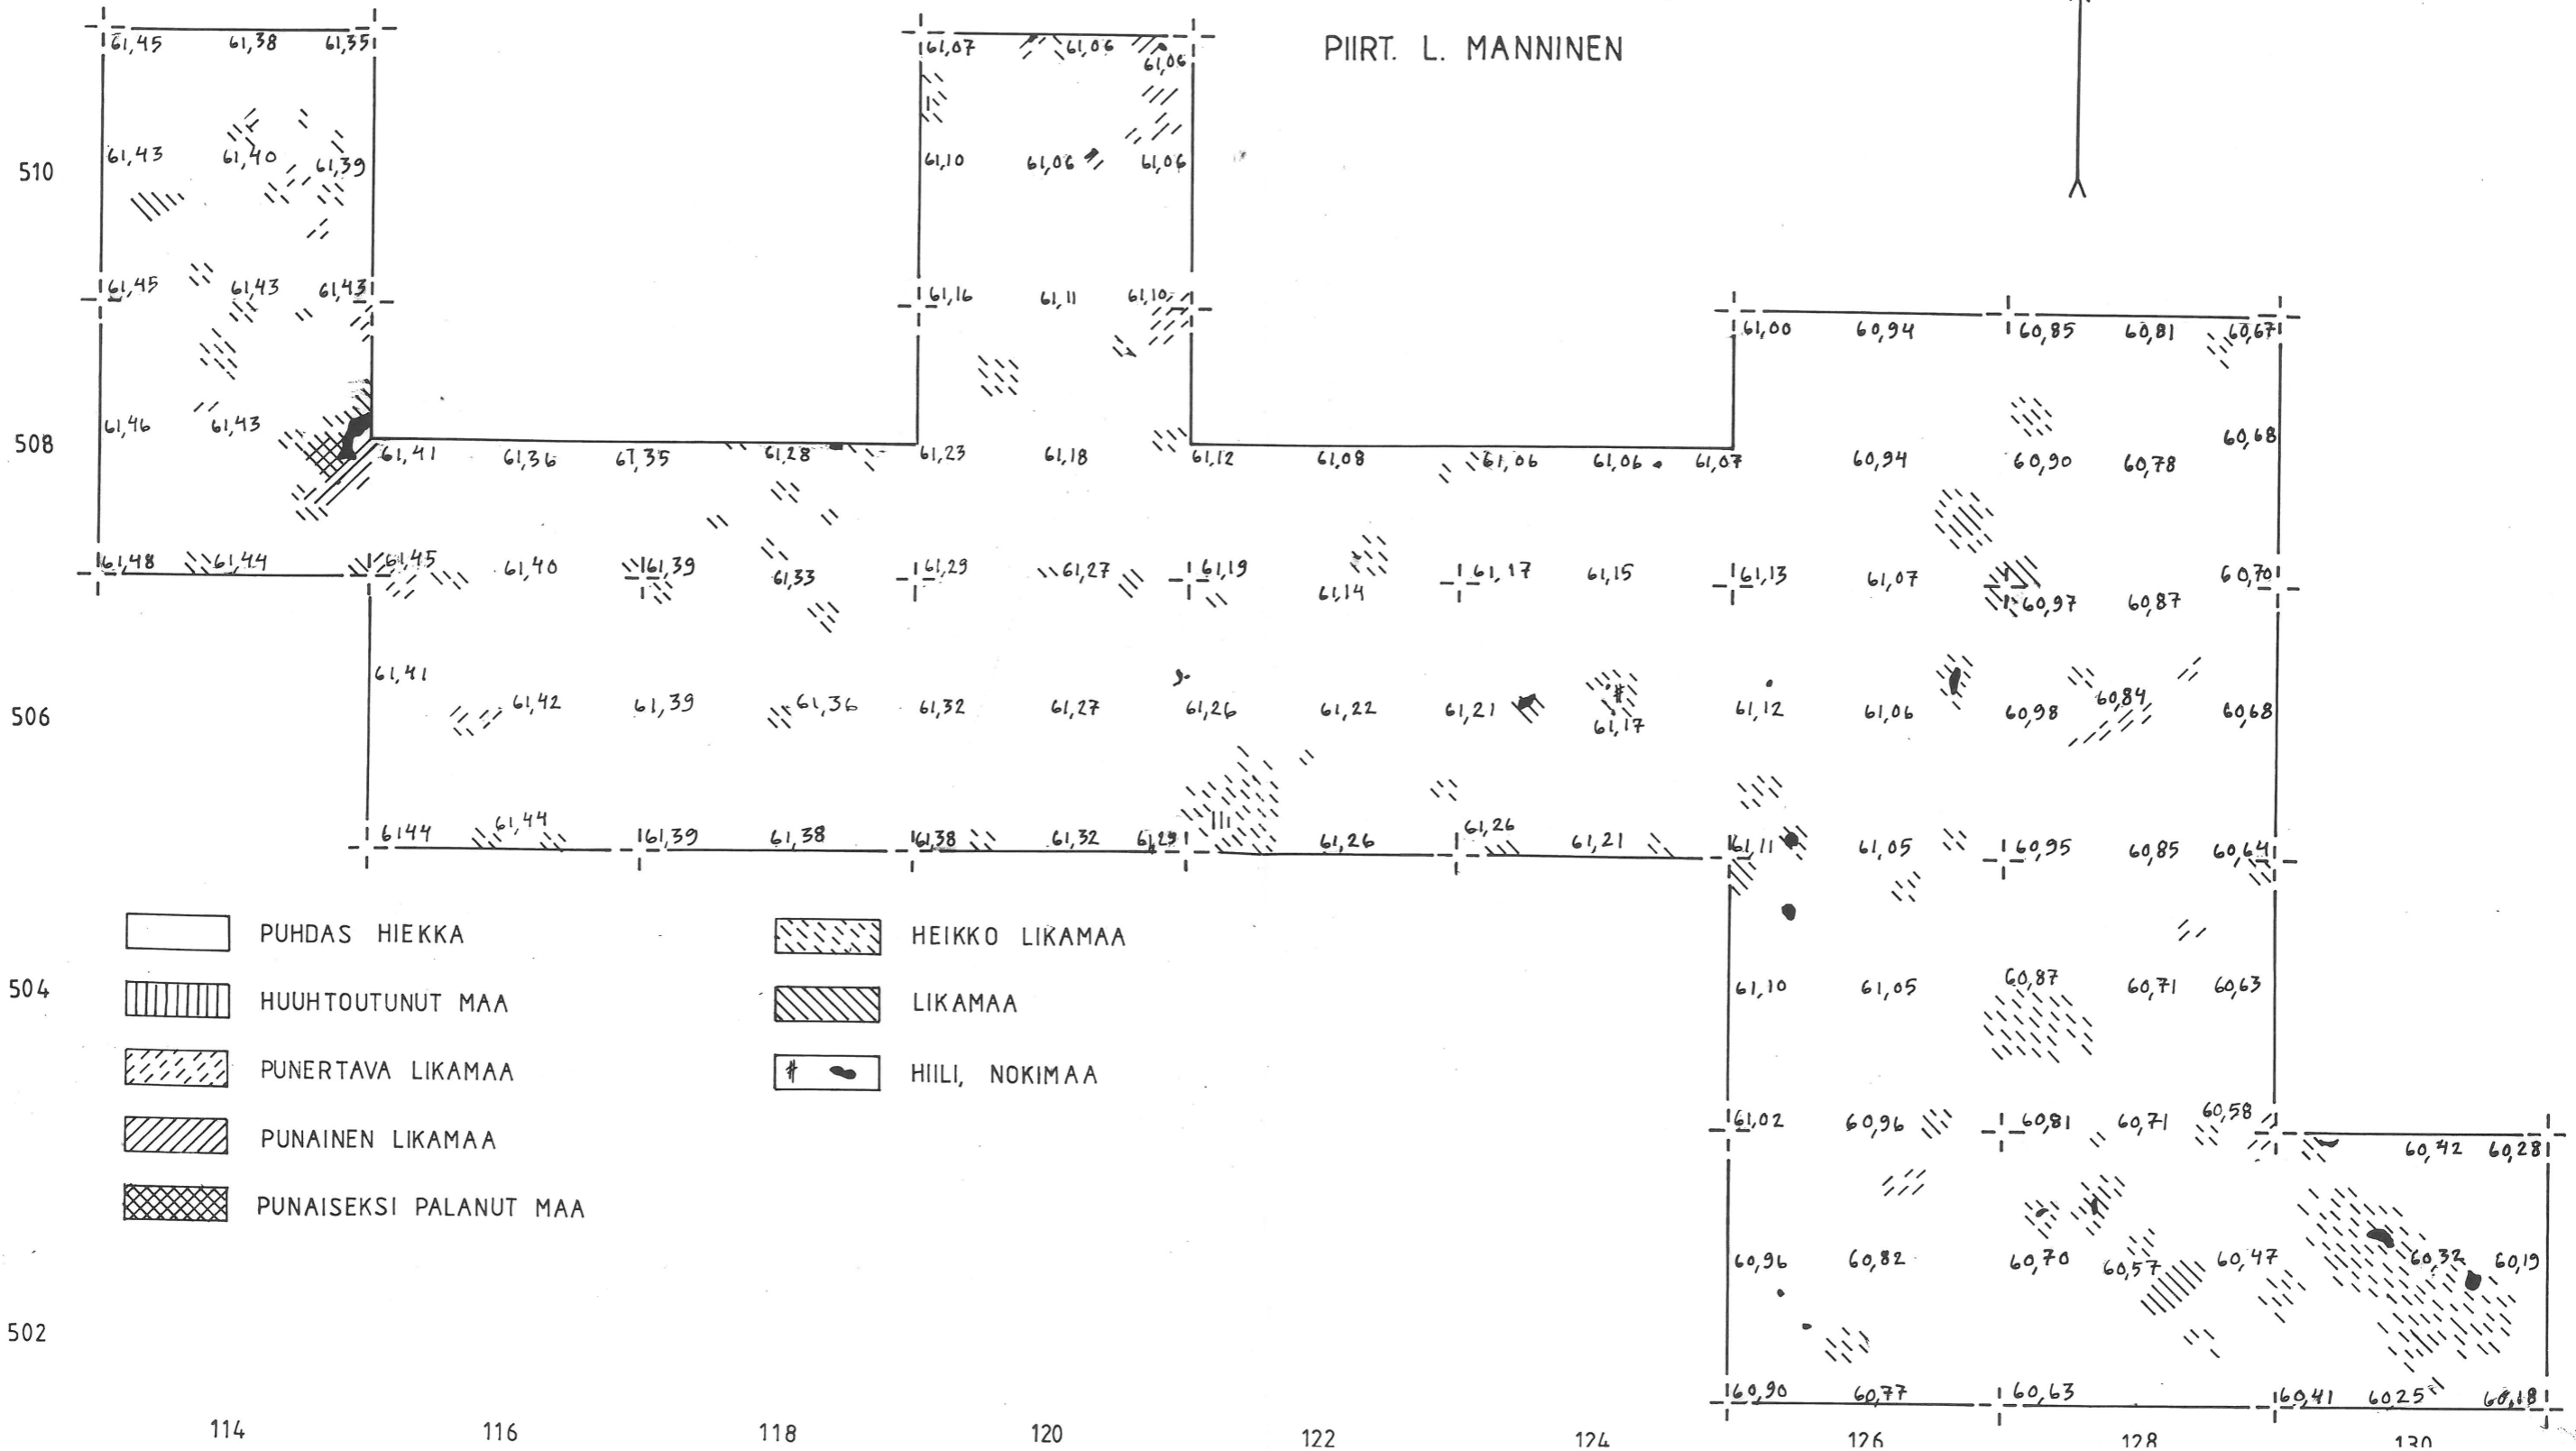 61,45 61,38 61,35 61,07 61,06 61,06 PIIRT. L. MANNINEN
510 61,43 61,40 61,39 61,10 61,06 61,06
61,45 61,43 61,43 61,16 61,11 61,10
61,00 60,94 60,85 60,81 60,67
508 61,46 61,43 60,68
61,41 61,36 61,35 61,28 61,23 61,18 61,12 61,08 61,06 61,06 61,07 60,94 60,90 60,78
61,48 61,44 61,45 61,40 61,39 61,33 61,29 61,27 61,19 61,14 61,17 61,15 61,13 61,07 60,97 60,87 60,70
61,41
506 61,42 61,39 61,36 61,32 61,27 61,26 61,22 61,21 61,17 61,12 61,06 60,98 60,84 60,68
6144 61,44 61,39 61,38 61,38 61,32 61,29 61,26 61,26 61,21 61,11 61,05 60,95 60,85 60,64
PUHDAS HIEKKA
HUUHTOUTUNUT MAA
PUNERTAVA LIKAMAA
PUNAINEN LIKAMAA
PUNAISEKSI PALANUT MAA
HEIKKO LIKAMAA
LIKAMAA
HIILI, NOKIMAA
504 61,10 61,05 60,87 60,71 60,63
61,02 60,96 60,81 60,71 60,58
60,42 60,28
60,96 60,82 60,70 60,57 60,47 60,32 60,19
502
60,90 60,77 60,63 60,41 6025 60,18
114 116 118 120 122 124 126 128 130